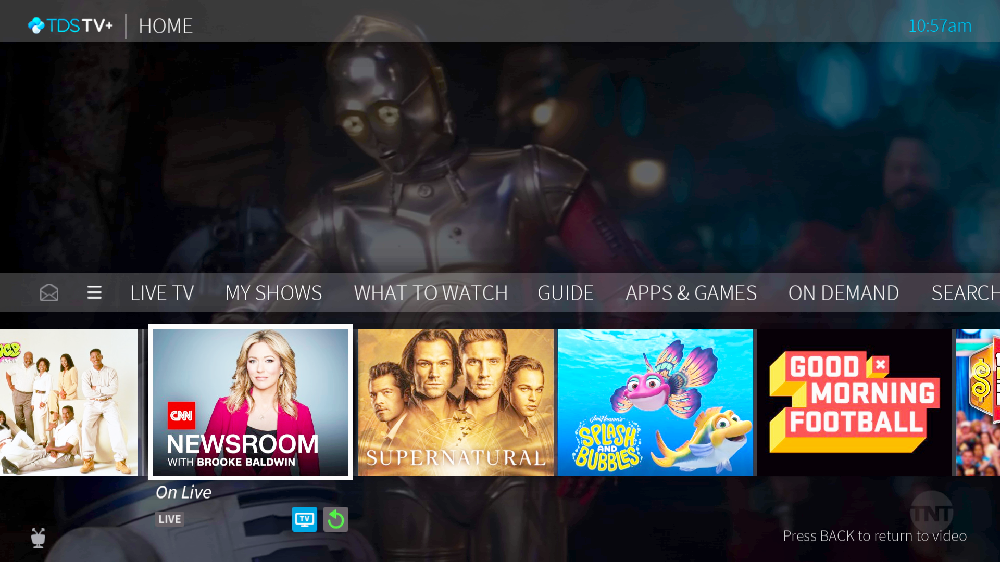 TDSTV+
HOME
10:57am
LIVE TV
MY SHOWS
WHAT TO WATCH
GUIDE
APPS & GAMES
ON DEMAND
SEARCH
CNN
NEWSROOM
WITH BROOKE BALDWIN
SUPERNATURAL
Jim Henson's
SPLASH
AND
BUBBLES
GOOD
MORNING
FOOTBALL
On Live
LIVE
TV
TNT
Press BACK to return to video